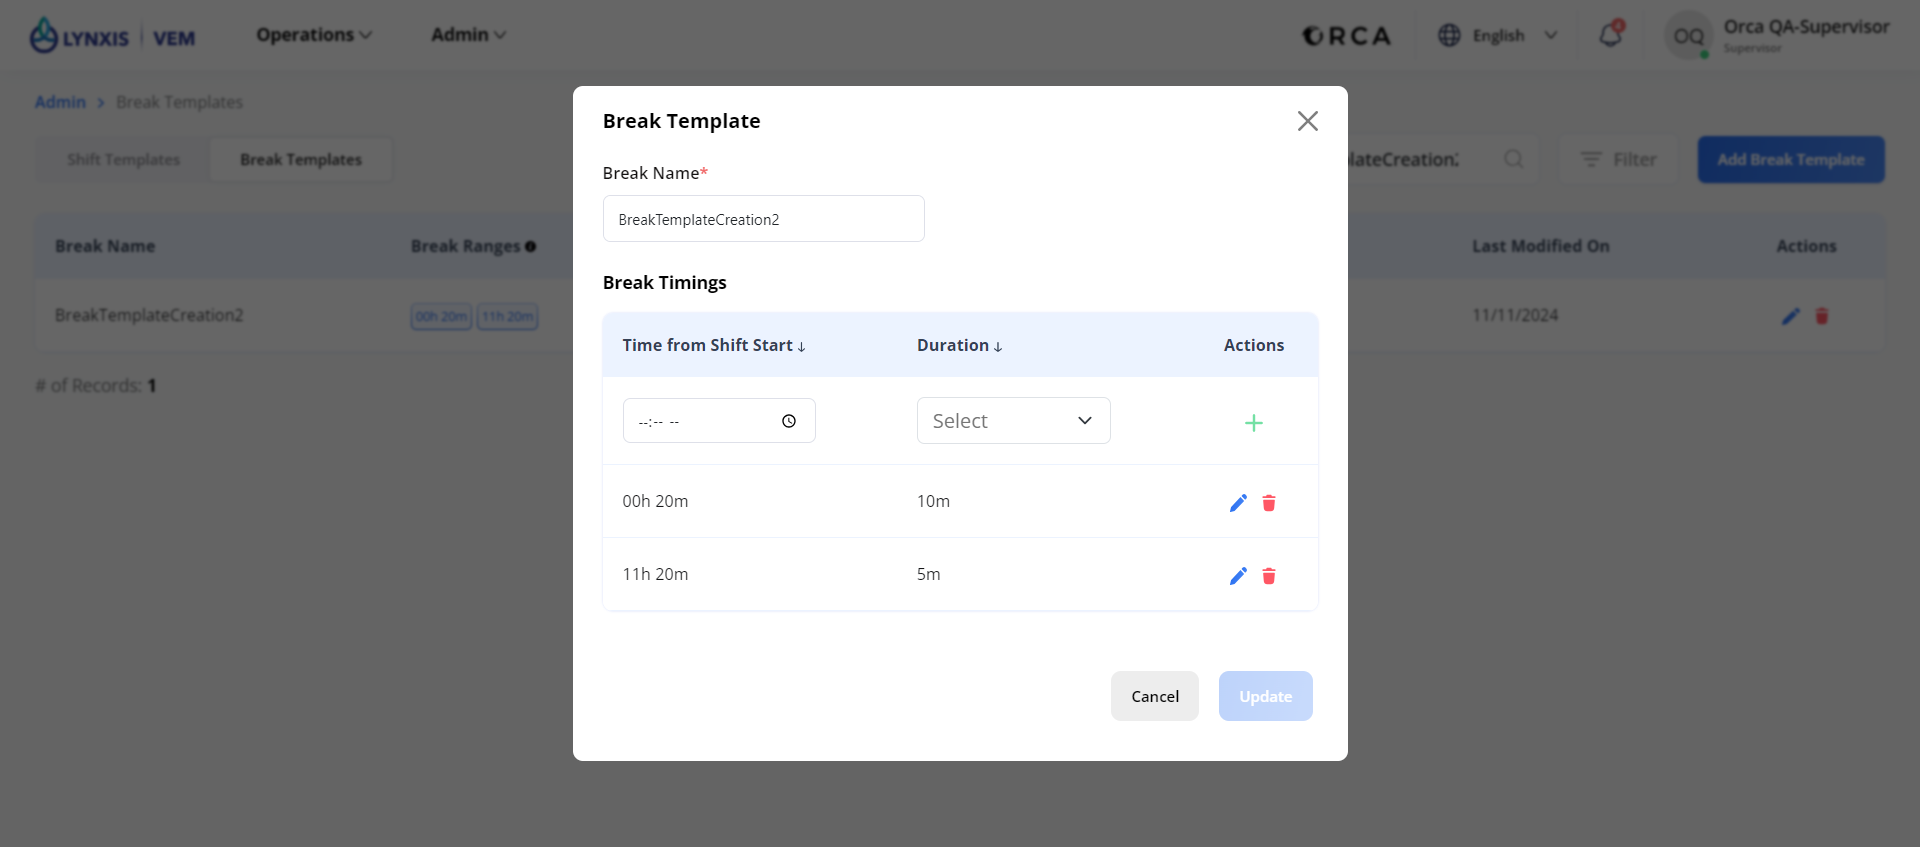 LYNXIS | VEM Operations Admin ORCA English 4 OQ Orca QA-Supervisor
Supervisor
Admin > Break Templates
Break Template
Shift Templates Break Templates lateCreation2 Filter Add Break Template
Break Name*
BreakTemplateCreation2
Break Name Break Ranges Last Modified On Actions
Break Timings
BreakTemplateCreation2 00h 20m 11h 20m 11/11/2024
Time from Shift Start ↓ Duration ↓ Actions
# of Records: 1
--:-- -- Select
00h 20m 10m
11h 20m 5m
Cancel Update